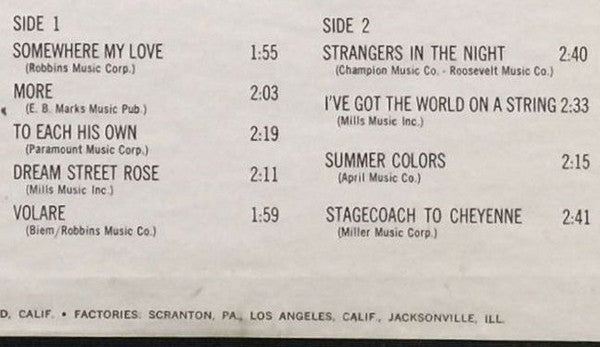 SIDE 1
SOMEWHERE MY LOVE 1:55
(Robbins Music Corp.)
MORE 2:03
(E. B. Marks Music Pub.)
TO EACH HIS OWN 2:19
(Paramount Music Corp.)
DREAM STREET ROSE 2:11
(Mills Music Inc.)
VOLARE 1:59
(Biem/Robbins Music Co.)
SIDE 2
STRANGERS IN THE NIGHT 2:40
(Champion Music Co. - Roosevelt Music Co.)
I'VE GOT THE WORLD ON A STRING 2:33
(Mills Music Inc.)
SUMMER COLORS 2:15
(April Music Co.)
STAGECOACH TO CHEYENNE 2:41
(Miller Music Corp.)
D, CALIF. • FACTORIES: SCRANTON, PA., LOS ANGELES, CALIF., JACKSONVILLE, ILL.